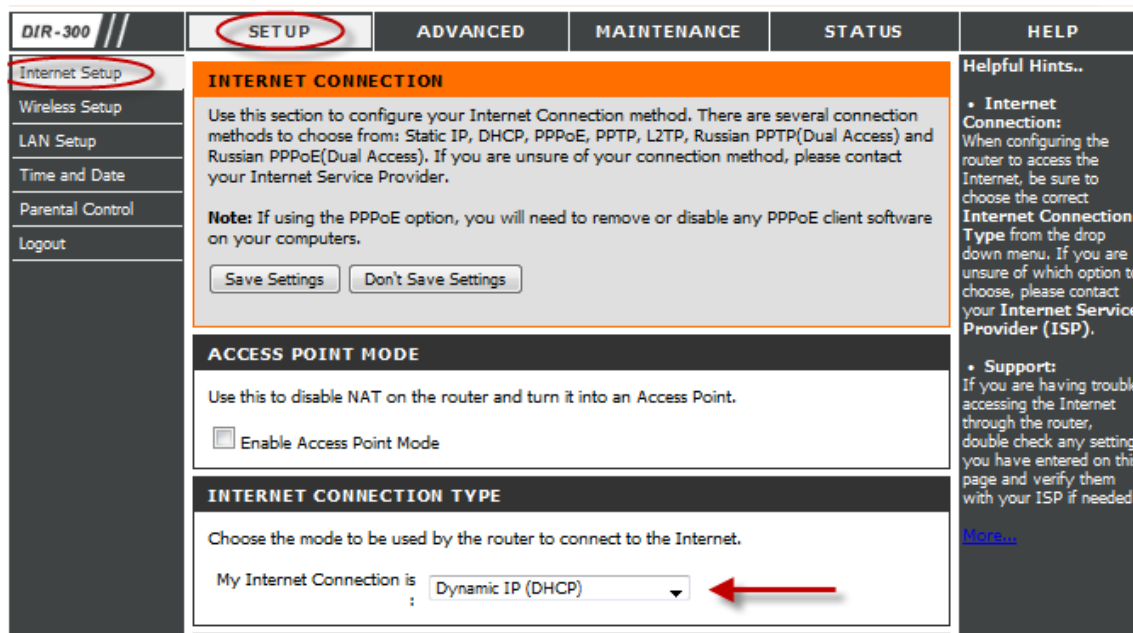 DIR-300
SETUP
ADVANCED
MAINTENANCE
STATUS
HELP
Internet Setup
Wireless Setup
LAN Setup
Time and Date
Parental Control
Logout
INTERNET CONNECTION
Use this section to configure your Internet Connection method. There are several connection
methods to choose from: Static IP, DHCP, PPPoE, PPTP, L2TP, Russian PPTP(Dual Access) and
Russian PPPoE(Dual Access). If you are unsure of your connection method, please contact
your Internet Service Provider.
Note: If using the PPPoE option, you will need to remove or disable any PPPoE client software
on your computers.
Save Settings
Don't Save Settings
ACCESS POINT MODE
Use this to disable NAT on the router and turn it into an Access Point.
Enable Access Point Mode
INTERNET CONNECTION TYPE
Choose the mode to be used by the router to connect to the Internet.
My Internet Connection is
:
Dynamic IP (DHCP)
Helpful Hints..
• Internet
Connection:
When configuring the
router to access the
Internet, be sure to
choose the correct
Internet Connection
Type from the drop
down menu. If you are
unsure of which option to
choose, please contact
your Internet Service
Provider (ISP).
• Support:
If you are having trouble
accessing the Internet
through the router,
double check any setting
you have entered on this
page and verify them
with your ISP if needed
More...